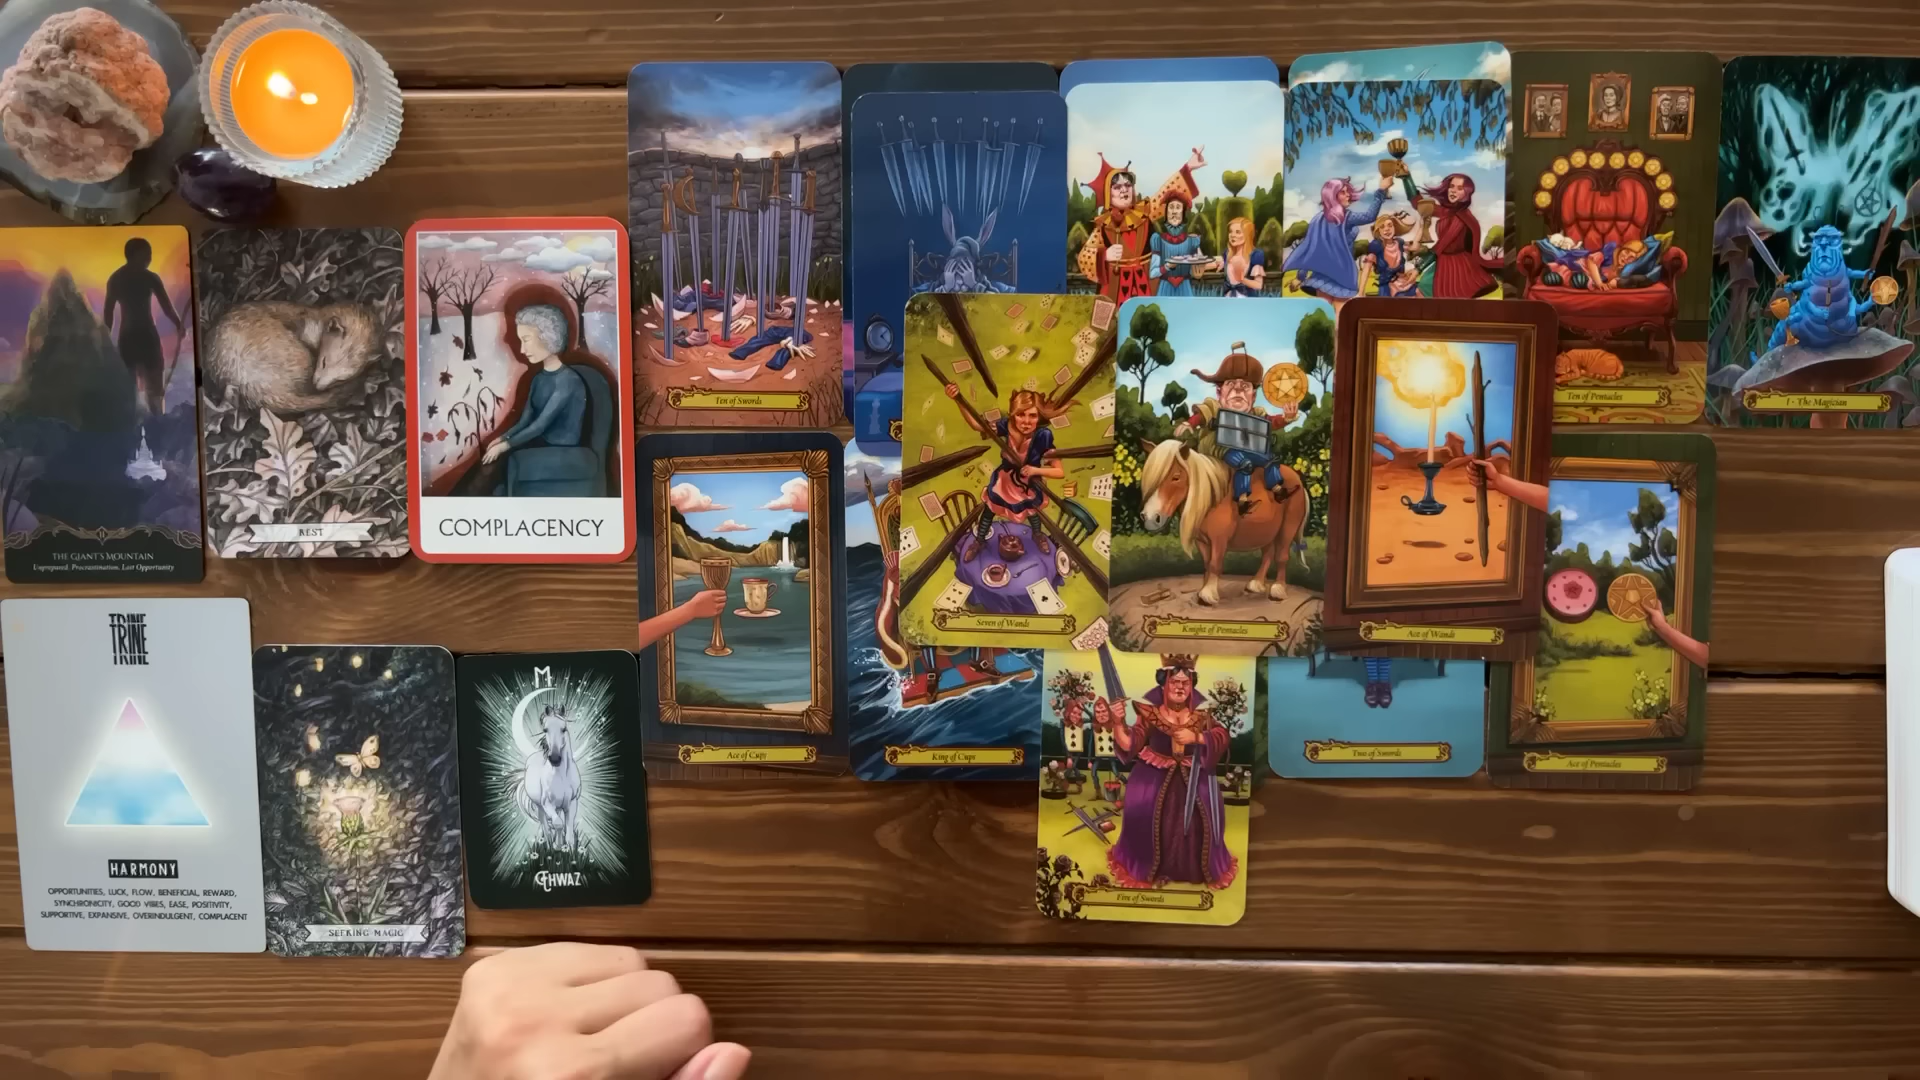 II
THE GIANT'S MOUNTAIN
Unprepared, Procrastination, Lost Opportunity
REST
COMPLACENCY
Ten of Swords
Ten of Pentacles
I - The Magician
Seven of Wands
Knight of Pentacles
Ace of Wands
Ace of Cups
King of Cups
Two of Swords
Ace of Pentacles
Five of Swords
TRINE
TRINE
TRINE
HARMONY
OPPORTUNITIES, LUCK, FLOW, BENEFICIAL, REWARD,
SYNCHRONICITY, GOOD VIBES, EASE, POSITIVITY,
SUPPORTIVE, EXPANSIVE, OVERINDULGENT, COMPLACENT
SEEKING MAGIC
EHWAZ